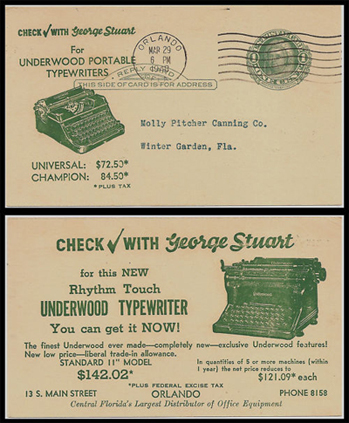 CHECK WITH George Stuart
For
UNDERWOOD PORTABLE
TYPEWRITERS
ORLANDO
MAR 29
6 PM
REPLY CARD
THIS SIDE OF CARD IS FOR ADDRESS
Molly Pitcher Canning Co.
Winter Garden, Fla.
UNIVERSAL: $72.50*
CHAMPION: 84.50*
*PLUS TAX
CHECK WITH George Stuart
for this NEW
Rhythm Touch
UNDERWOOD TYPEWRITER
You can get it NOW!
The finest Underwood ever made—completely new—exclusive Underwood features!
New low price—liberal trade-in allowance.
STANDARD 11" MODEL
$142.02*
In quantities of 5 or more machines (within
1 year) the net price reduces to
$121.09* each
*PLUS FEDERAL EXCISE TAX
13 S. MAIN STREET ORLANDO PHONE 8158
Central Florida's Largest Distributor of Office Equipment